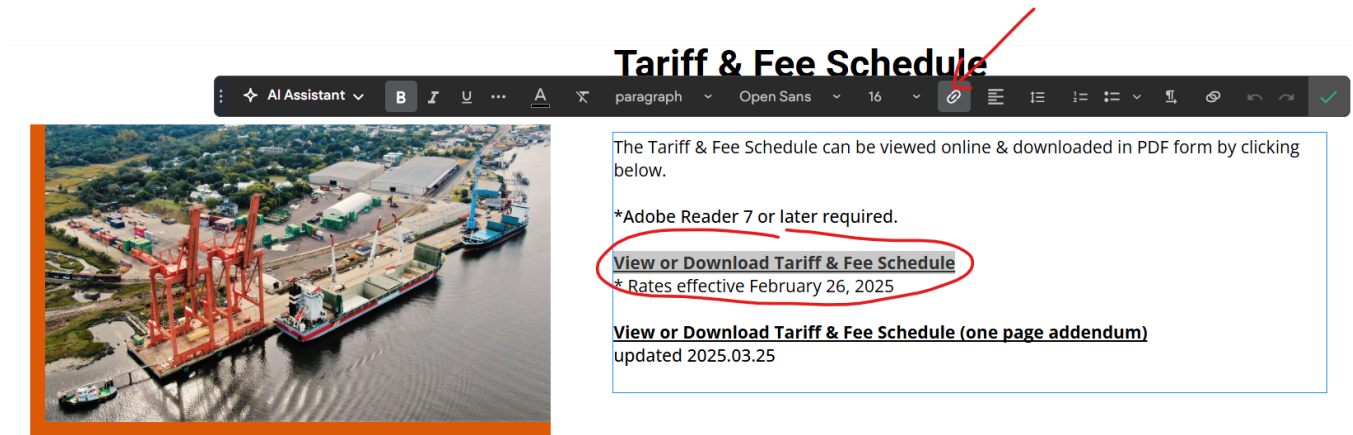 Tariff & Fee Schedule
AI Assistant B I U ... A paragraph Open Sans 16
The Tariff & Fee Schedule can be viewed online & downloaded in PDF form by clicking
below.
*Adobe Reader 7 or later required.
View or Download Tariff & Fee Schedule
* Rates effective February 26, 2025
View or Download Tariff & Fee Schedule (one page addendum)
updated 2025.03.25